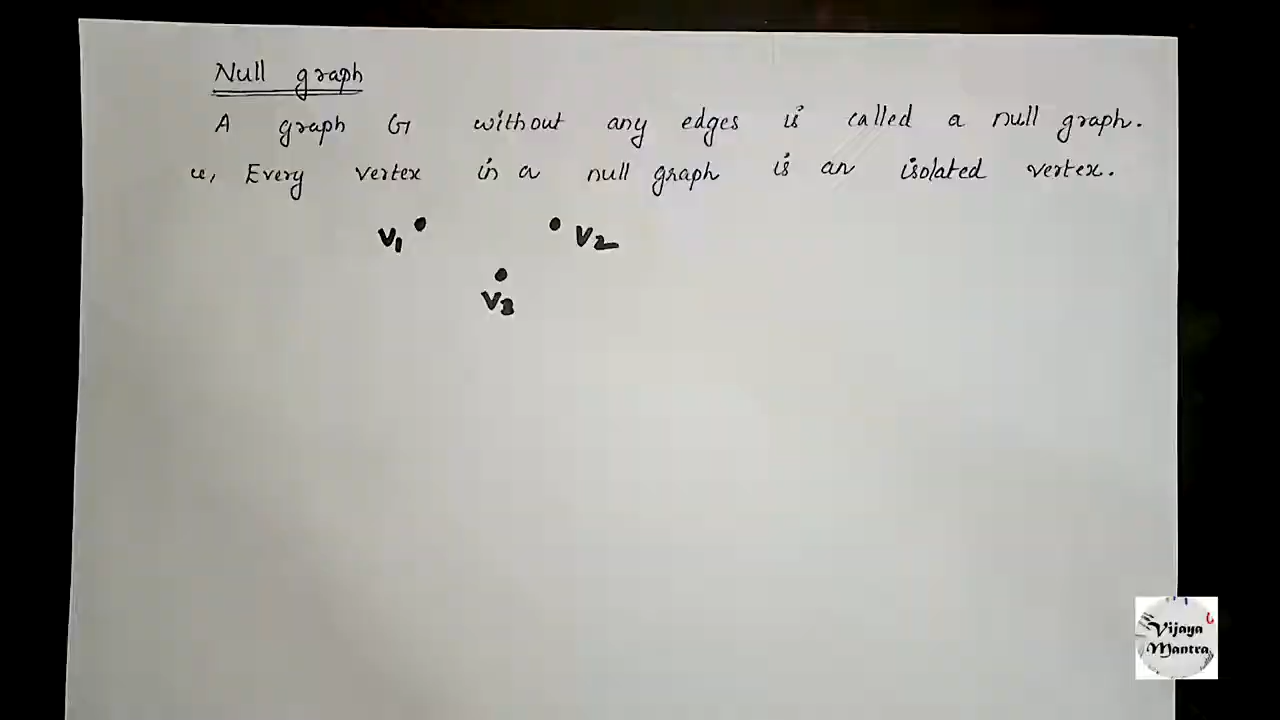 Null graph
A graph G without any edges is called a null graph.
ie, Every vertex in a null graph is an isolated vertex.
V1 V2
V3
Vijaya
Mantra